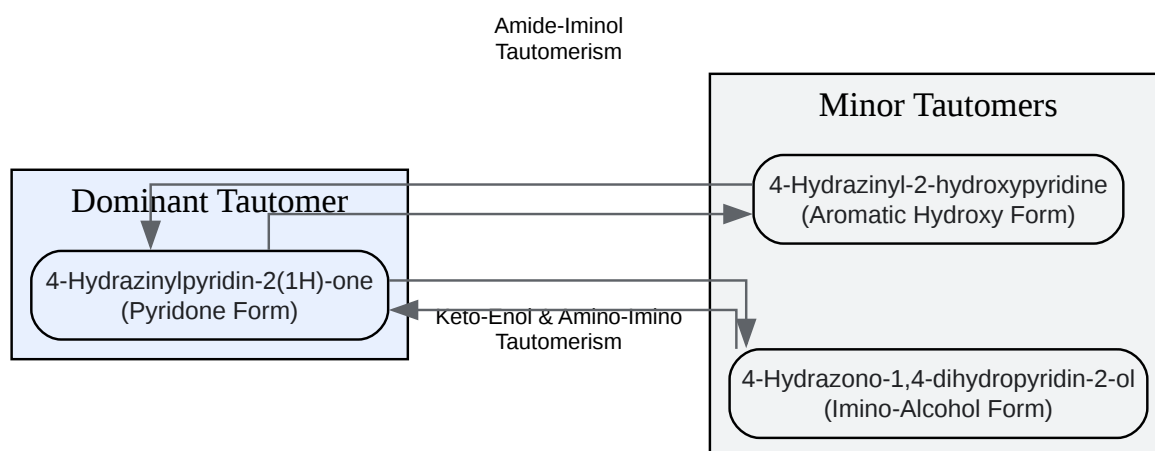 Amide-Iminol
Tautomerism
Minor Tautomers
4-Hydrazinyl-2-hydroxypyridine
(Aromatic Hydroxy Form)
Dominant Tautomer
4-Hydrazinylpyridin-2(1H)-one
(Pyridone Form)
Keto-Enol & Amino-Imino
Tautomerism
4-Hydrazono-1,4-dihydropyridin-2-ol
(Imino-Alcohol Form)